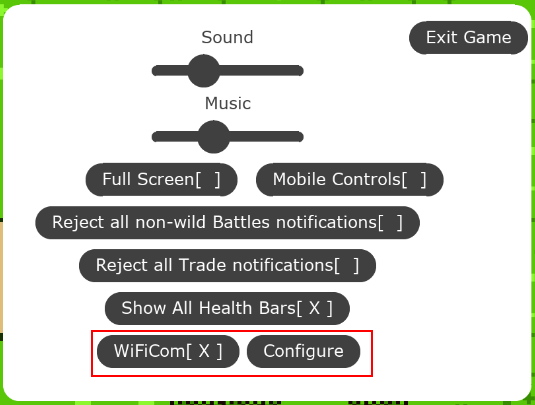 Sound
Exit Game
Music
Full Screen[  ]
Mobile Controls[  ]
Reject all non-wild Battles notifications[  ]
Reject all Trade notifications[  ]
Show All Health Bars[ X ]
WiFiCom[ X ]
Configure